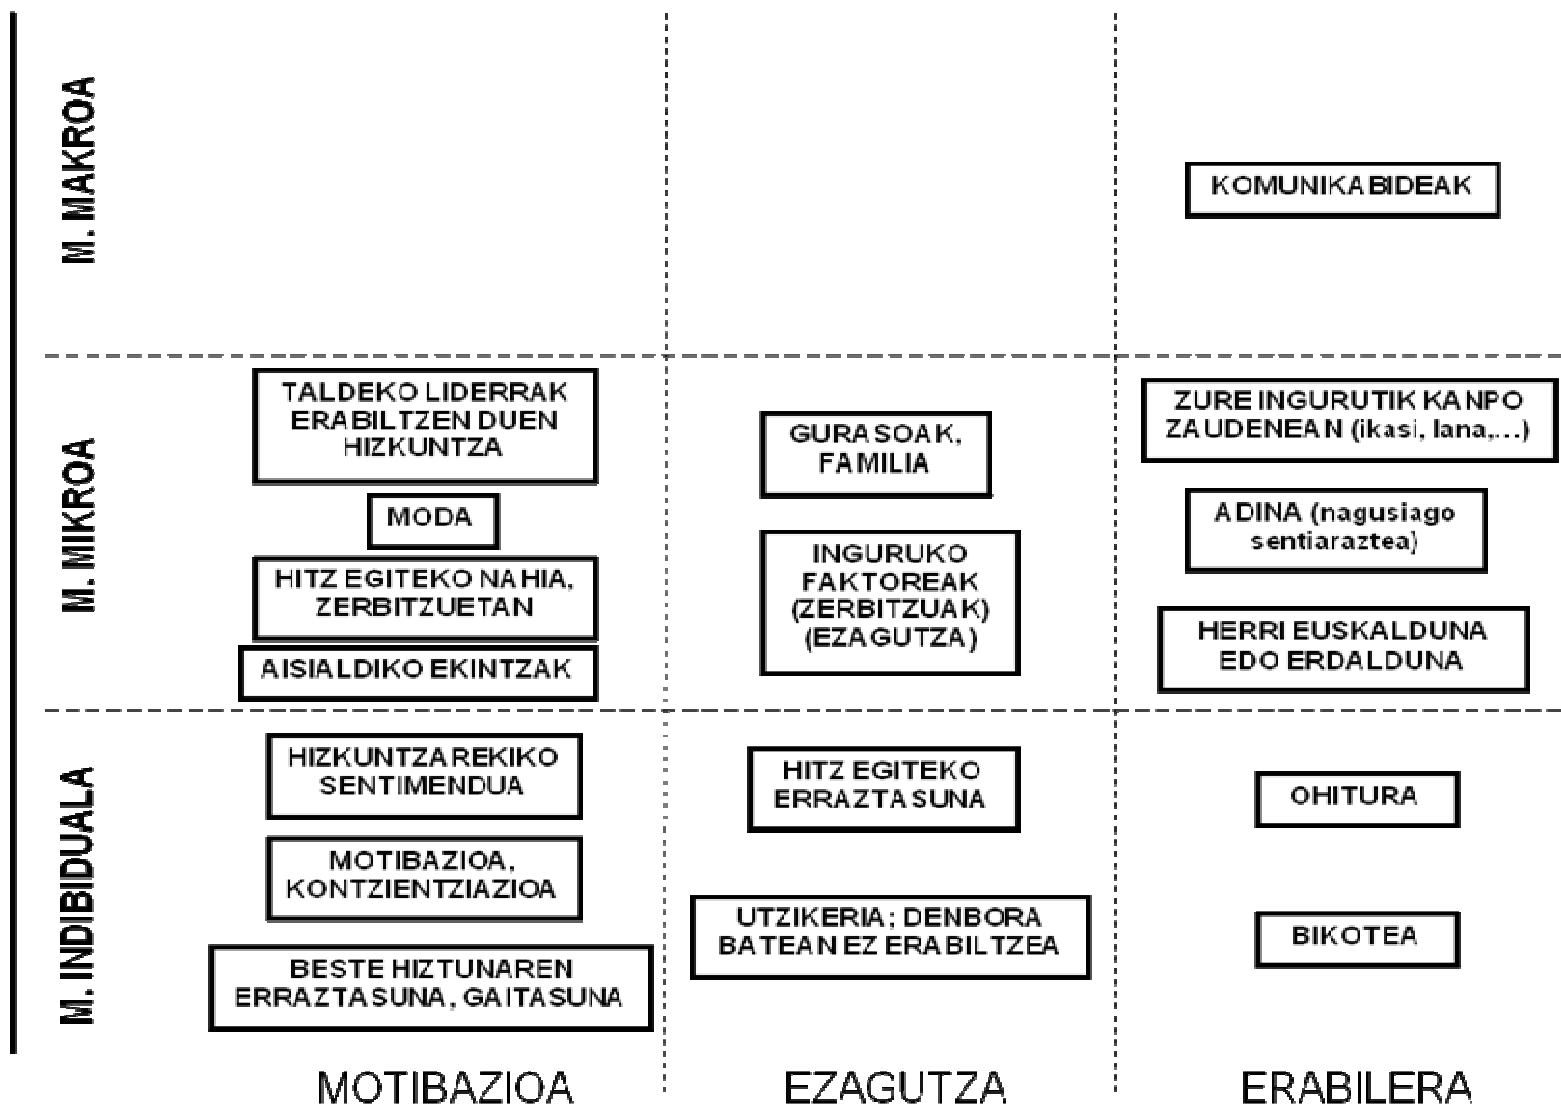 M. MAKROA
KOMUNIKABIDEAK
M. MIKROA
TALDEKO LIDERRAK
ERABILTZEN DUEN
HIZKUNTZA
MODA
HITZ EGITEKO NAHIA,
ZERBITZUETAN
AISIALDIKO EKINTZAK
GURASOAK,
FAMILIA
INGURUKO
FAKTOREAK
(ZERBITZUAK)
(EZAGUTZA)
ZURE INGURUTIK KANPO
ZAUDENEAN (ikasi, lana,...)
ADINA (nagusiago
sentiaraztea)
HERRI EUSKALDUNA
EDO ERDALDUNA
M. INDIBIDUALA
HIZKUNTZAREKIKO
SENTIMENDUA
MOTIBAZIOA,
KONTZIENTZIAZIOA
BESTE HIZTUNAREN
ERRAZTASUNA, GAITASUNA
HITZ EGITEKO
ERRAZTASUNA
UTZIKERIA; DENBORA
BATEAN EZ ERABILTZEA
OHITURA
BIKOTEA
MOTIBAZIOA
EZAGUTZA
ERABILERA